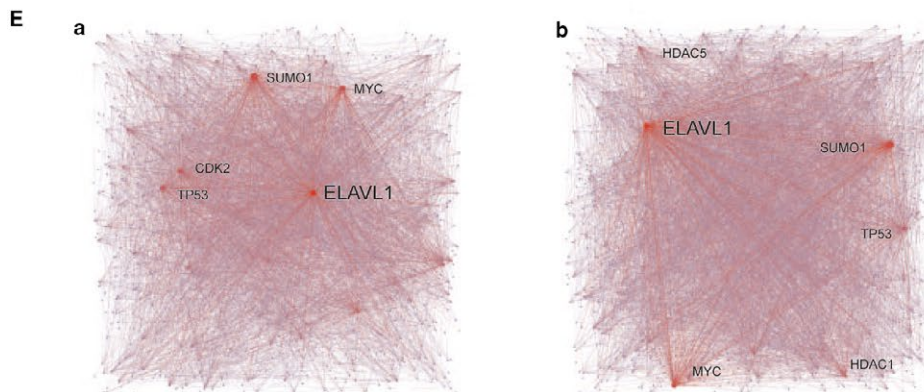 E
a
b
SUMO1
MYC
CDK2
TP53
ELAVL1
HDAC5
ELAVL1
SUMO1
TP53
MYC
HDAC1